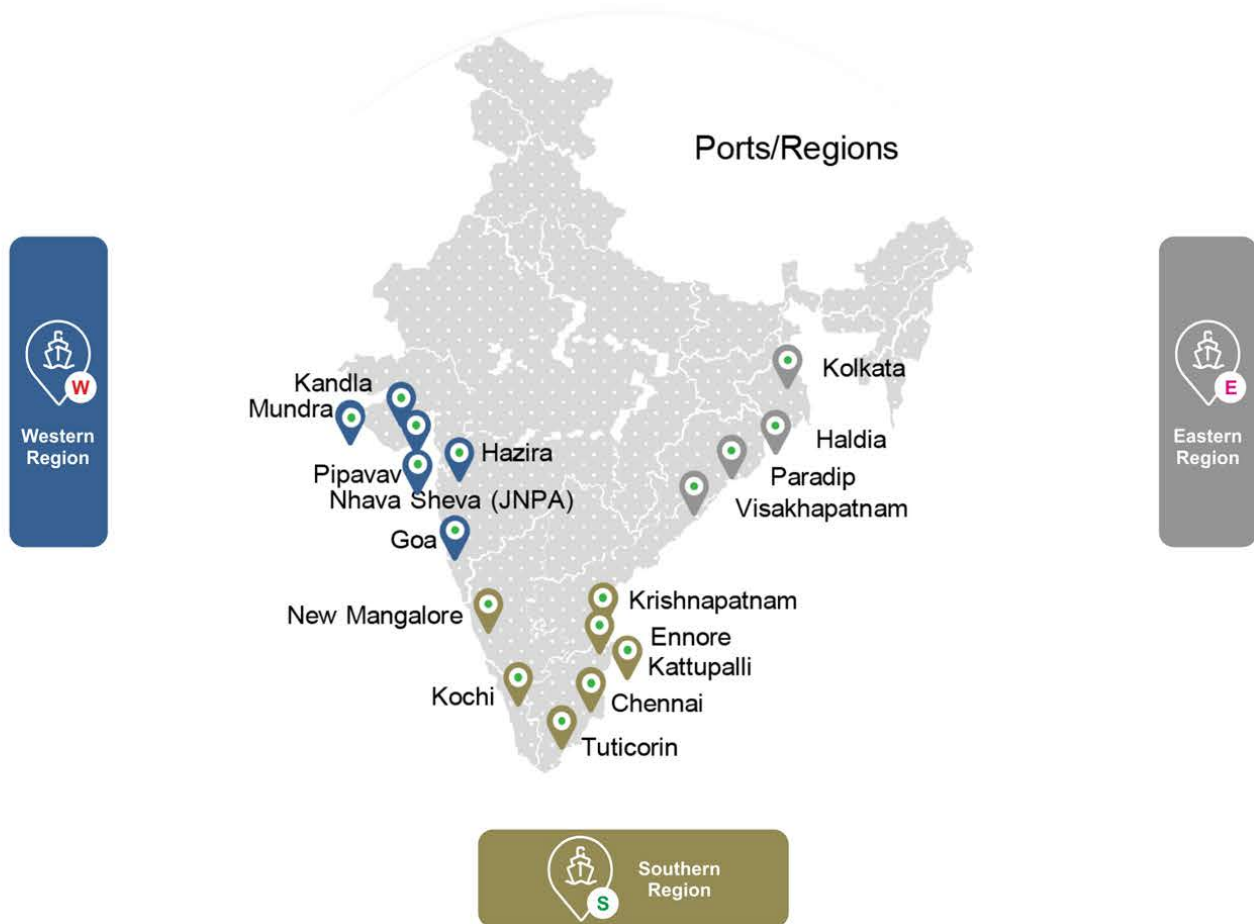 Ports/Regions
W
Western
Region
Kandla
Mundra
Pipavav
Hazira
Nhava Sheva (JNPA)
Goa
New Mangalore
Kochi
Kolkata
Haldia
Paradip
Visakhapatnam
Krishnapatnam
Ennore
Kattupalli
Chennai
Tuticorin
E
Eastern
Region
S
Southern
Region